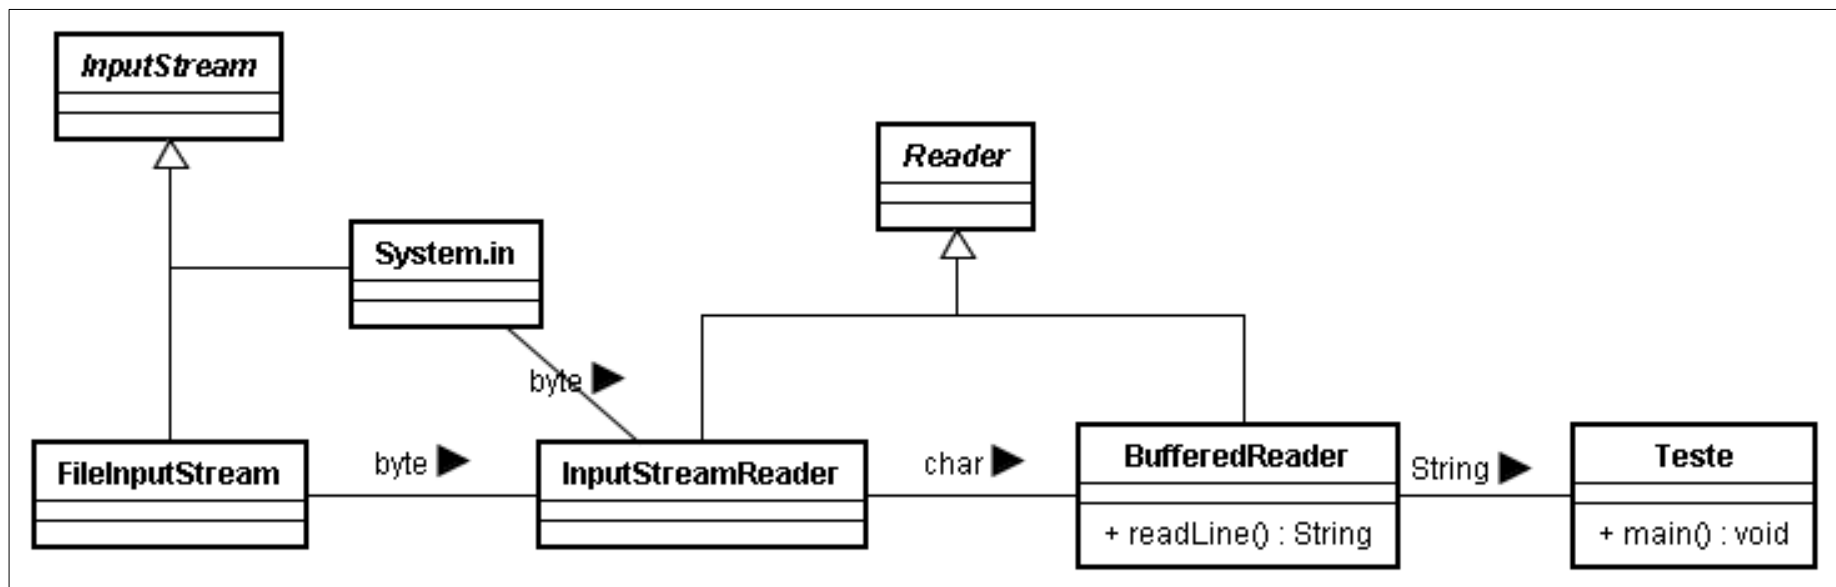 InputStream
Reader
System.in
byte
FileInputStream
byte
InputStreamReader
char
BufferedReader
+ readLine() : String
String
Teste
+ main() : void